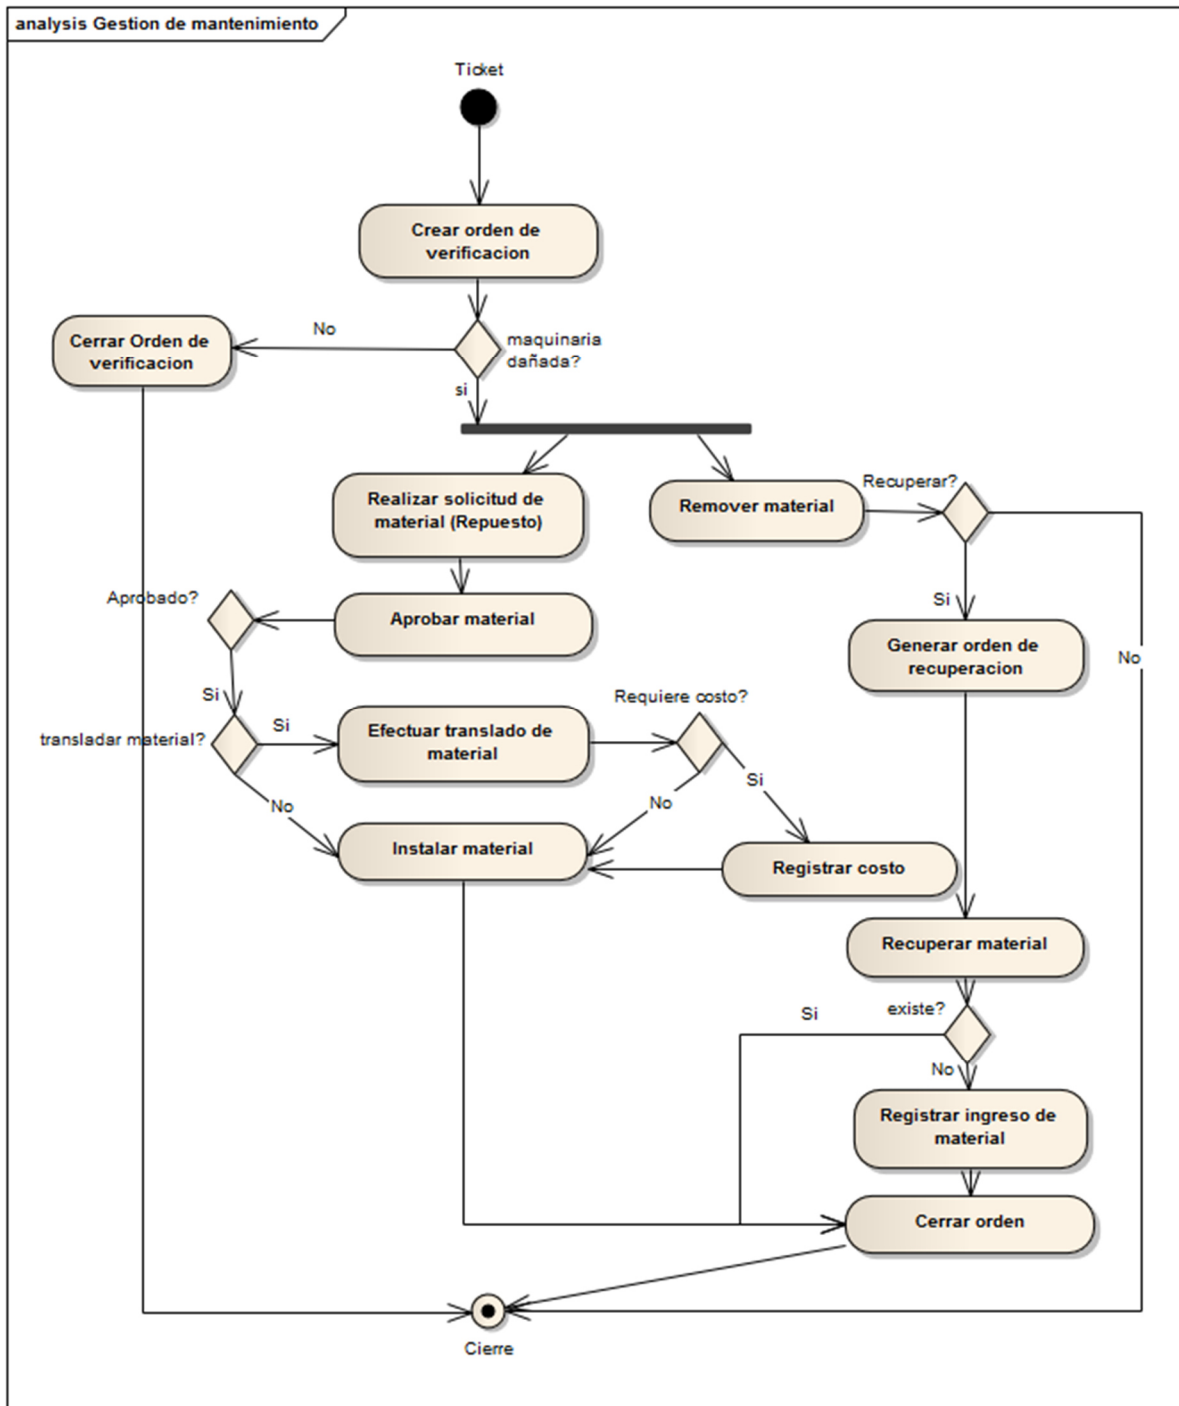 analysis Gestion de mantenimiento
Ticket
Crear orden de
verificacion
No
maquinaria
dañada?
Cerrar Orden de
verificacion
si
Realizar solicitud de
material (Repuesto)
Remover material
Recuperar?
Aprobado?
Aprobar material
Si
Generar orden de
recuperacion
No
Si
transladar material?
Si
Efectuar translado de
material
Requiere costo?
Si
No
No
Instalar material
Registrar costo
Recuperar material
existe?
Si
No
Registrar ingreso de
material
Cerrar orden
Cierre